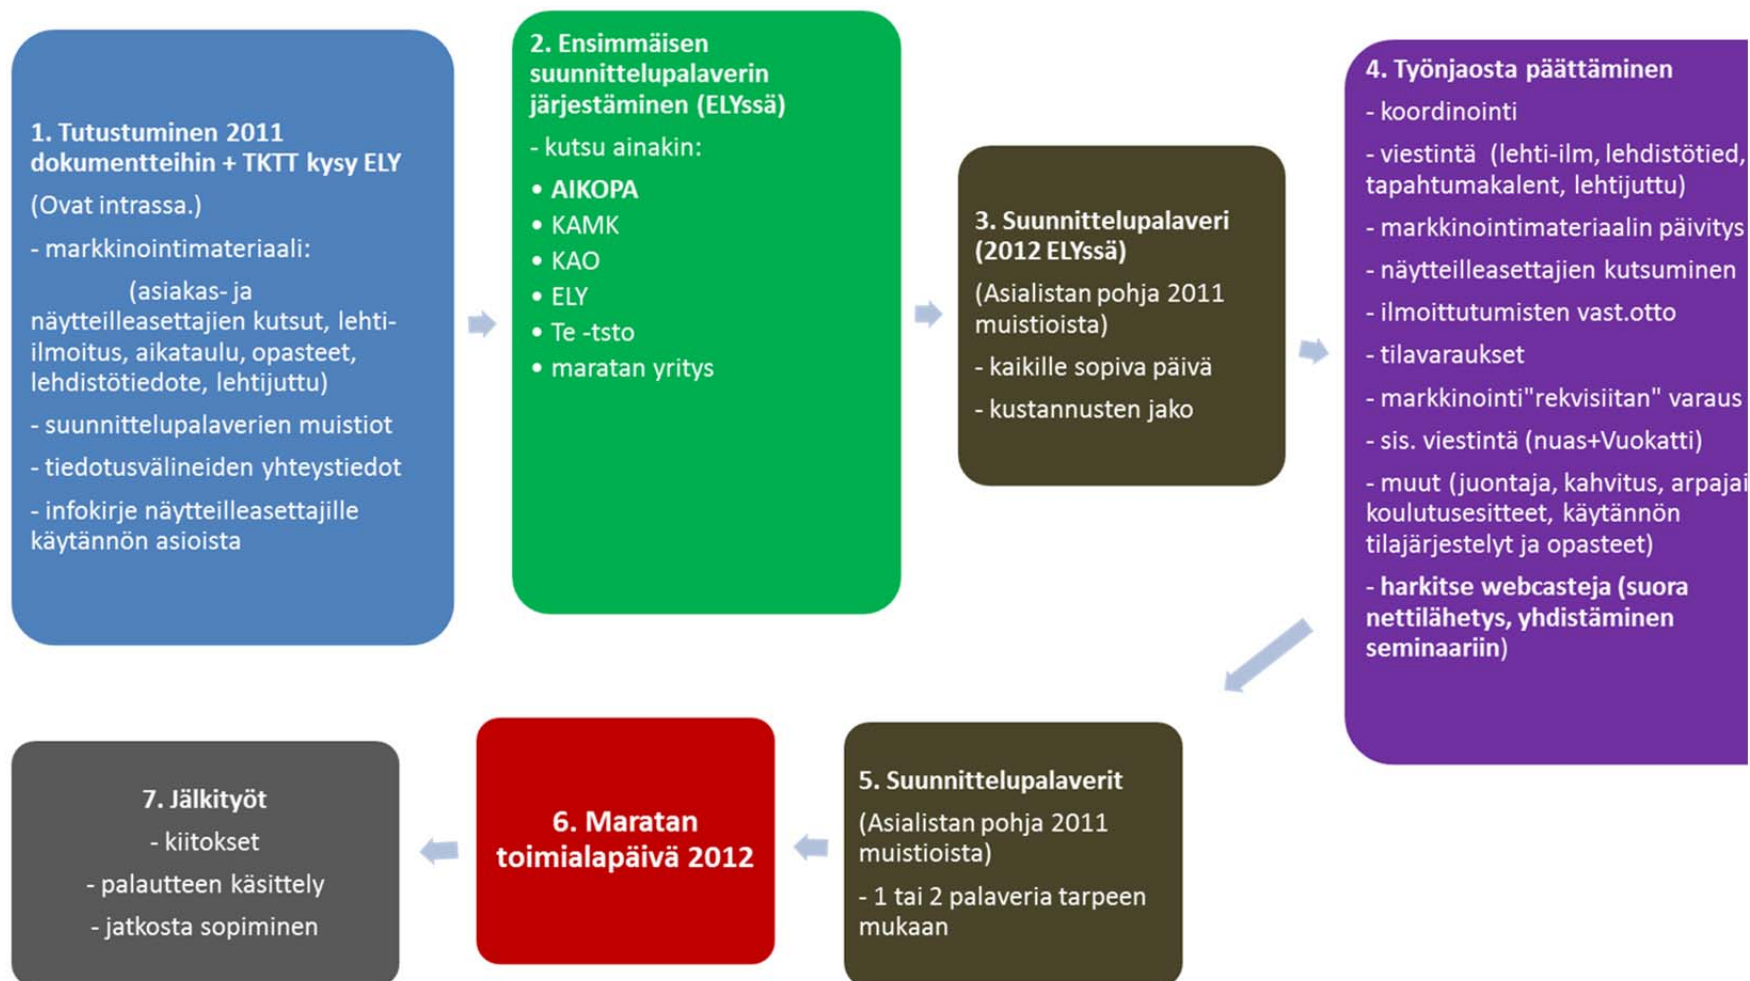 1. Tutustuminen 2011
dokumentteihin + TKTT kysy ELY
(Ovat intrassa.)
- markkinointimateriaali:
(asiakas- ja
näytteilleasettajien kutsut, lehti-
ilmoitus, aikataulu, opasteet,
lehdistötiedote, lehtijuttu)
- suunnittelupalaverien muistiot
- tiedotusvälineiden yhteystiedot
- infokirje näytteilleasettajille
käytännön asioista
2. Ensimmäisen
suunnittelupalaverin
järjestäminen (ELYssä)
- kutsu ainakin:
• AIKOPA
• KAMK
• KAO
• ELY
• Te -tsto
• maratan yritys
3. Suunnittelupalaveri
(2012 ELYssä)
(Asialistan pohja 2011
muistioista)
- kaikille sopiva päivä
- kustannusten jako
4. Työnjaosta päättäminen
- koordinointi
- viestintä (lehti-ilm, lehdistötied,
tapahtumakalent, lehtijuttu)
- markkinointimateriaalin päivitys
- näytteilleasettajien kutsuminen
- ilmoittutumisten vast.otto
- tilavaraukset
- markkinointi"rekvisiitan" varaus
- sis. viestintä (nuas+Vuokatti)
- muut (juontaja, kahvitus, arpajai
koulutusesitteet, käytännön
tilajärjestelyt ja opasteet)
- harkitse webcasteja (suora
nettilähetys, yhdistäminen
seminaariin)
5. Suunnittelupalaverit
(Asialistan pohja 2011
muistioista)
- 1 tai 2 palaveria tarpeen
mukaan
6. Maratan
toimialapäivä 2012
7. Jälkityöt
- kiitokset
- palautteen käsittely
- jatkosta sopiminen